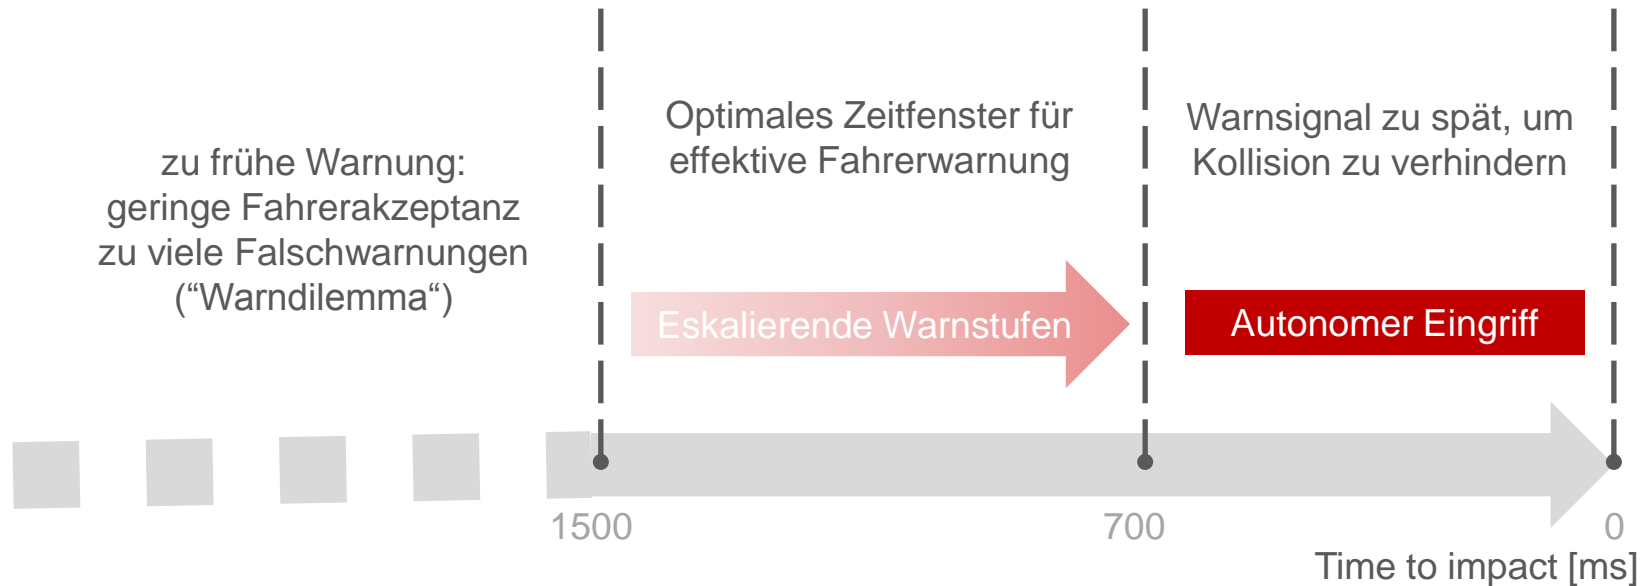 zu frühe Warnung:
geringe Fahrerakzeptanz
zu viele Falschwarnungen
(“Warndilemma“)
Optimales Zeitfenster für
effektive Fahrerwarnung
Eskalierende Warnstufen
Warnsignal zu spät, um
Kollision zu verhindern
Autonomer Eingriff
1500
700
0
Time to impact [ms]